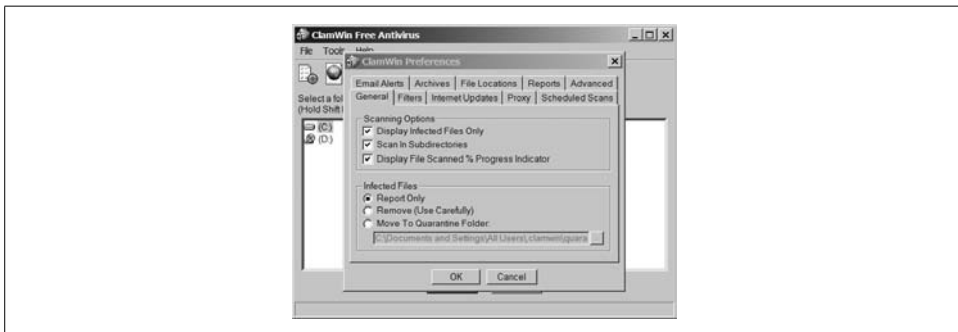 ClamWin Free Antivirus
File Tools Help
ClamWin Preferences
Email Alerts Archives File Locations Reports Advanced
General Filters Internet Updates Proxy Scheduled Scans
Select a fol
(Hold Shift
(C:)
(D:)
Scanning Options
Display Infected Files Only
Scan In Subdirectories
Display File Scanned % Progress Indicator
Infected Files
Report Only
Remove (Use Carefully)
Move To Quarantine Folder:
C:\Documents and Settings\All Users\.clamwin\quara
...
OK Cancel